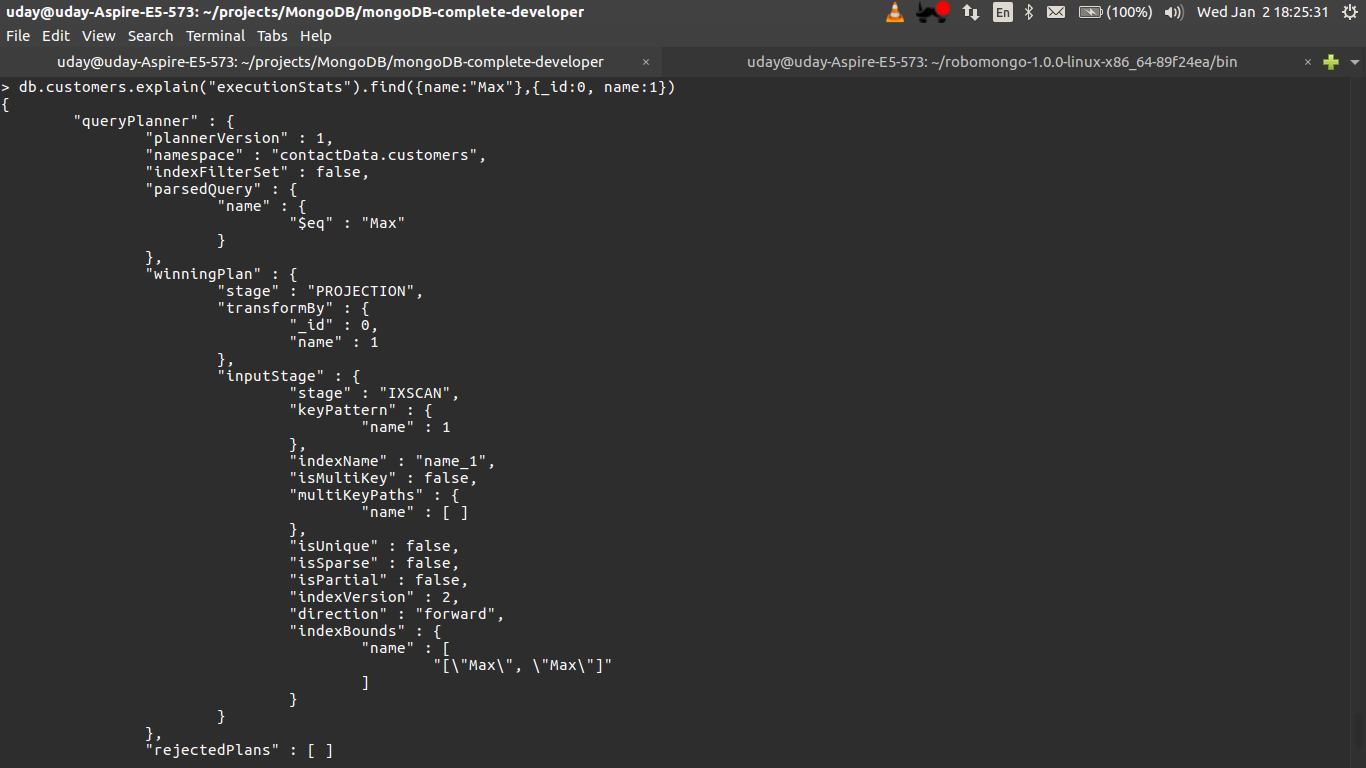 uday@uday-Aspire-E5-573: ~/projects/MongoDB/mongoDB-complete-developer
En (100%) Wed Jan 2 18:25:31
File Edit View Search Terminal Tabs Help
uday@uday-Aspire-E5-573: ~/projects/MongoDB/mongoDB-complete-developer × uday@uday-Aspire-E5-573: ~/robomongo-1.0.0-linux-x86_64-89f24ea/bin ×
> db.customers.explain("executionStats").find({name:"Max"},{_id:0, name:1})
{
        "queryPlanner" : {
                "plannerVersion" : 1,
                "namespace" : "contactData.customers",
                "indexFilterSet" : false,
                "parsedQuery" : {
                        "name" : {
                                "$eq" : "Max"
                        }
                },
                "winningPlan" : {
                        "stage" : "PROJECTION",
                        "transformBy" : {
                                "_id" : 0,
                                "name" : 1
                        },
                        "inputStage" : {
                                "stage" : "IXSCAN",
                                "keyPattern" : {
                                        "name" : 1
                                },
                                "indexName" : "name_1",
                                "isMultiKey" : false,
                                "multiKeyPaths" : {
                                        "name" : [ ]
                                },
                                "isUnique" : false,
                                "isSparse" : false,
                                "isPartial" : false,
                                "indexVersion" : 2,
                                "direction" : "forward",
                                "indexBounds" : {
                                        "name" : [
                                                "[\"Max\", \"Max\"]"
                                        ]
                                }
                        }
                },
                "rejectedPlans" : [ ]